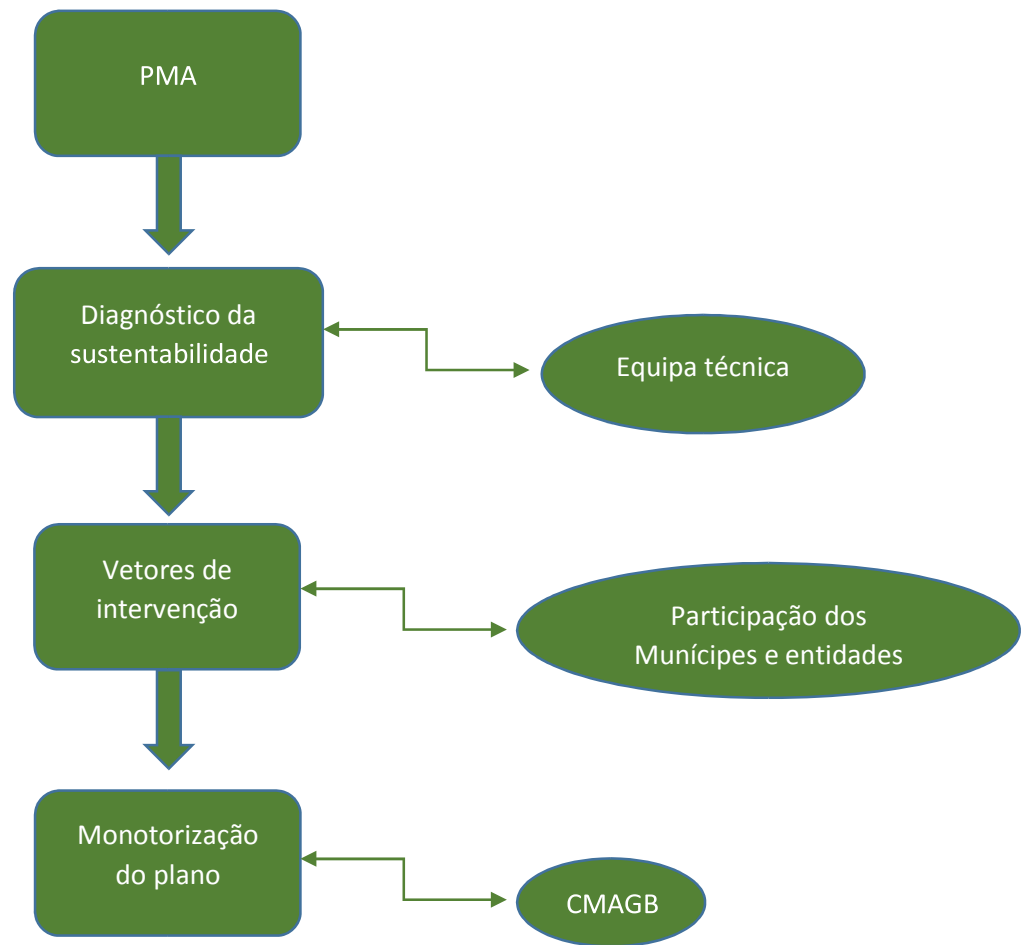 PMA
Diagnóstico da
sustentabilidade
Equipa técnica
Vetores de
intervenção
Participação dos
Munícipes e entidades
Monotorização
do plano
CMAGB